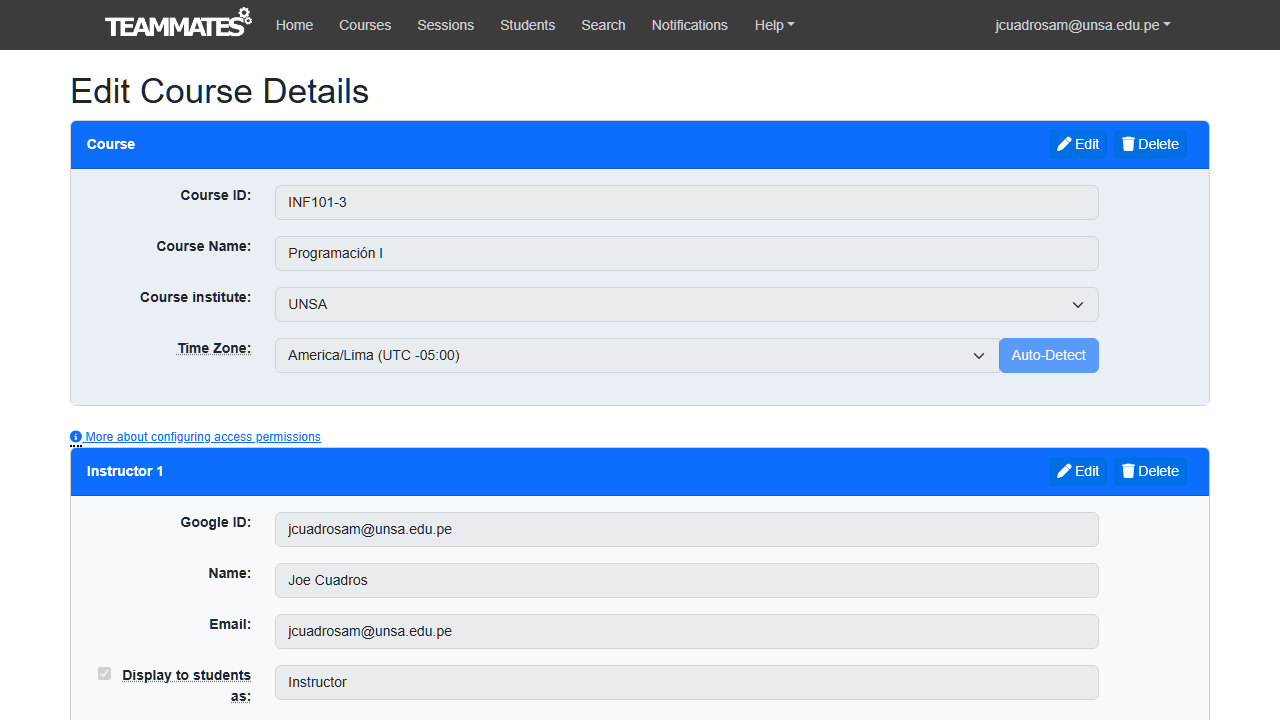 TEAMMATES Home Courses Sessions Students Search Notifications Help jcuadrosam@unsa.edu.pe
Edit Course Details
Course Edit Delete
Course ID: INF101-3
Course Name: Programación I
Course institute: UNSA
Time Zone: America/Lima (UTC -05:00) Auto-Detect
More about configuring access permissions
Instructor 1 Edit Delete
Google ID: jcuadrosam@unsa.edu.pe
Name: Joe Cuadros
Email: jcuadrosam@unsa.edu.pe
Display to students Instructor
as: